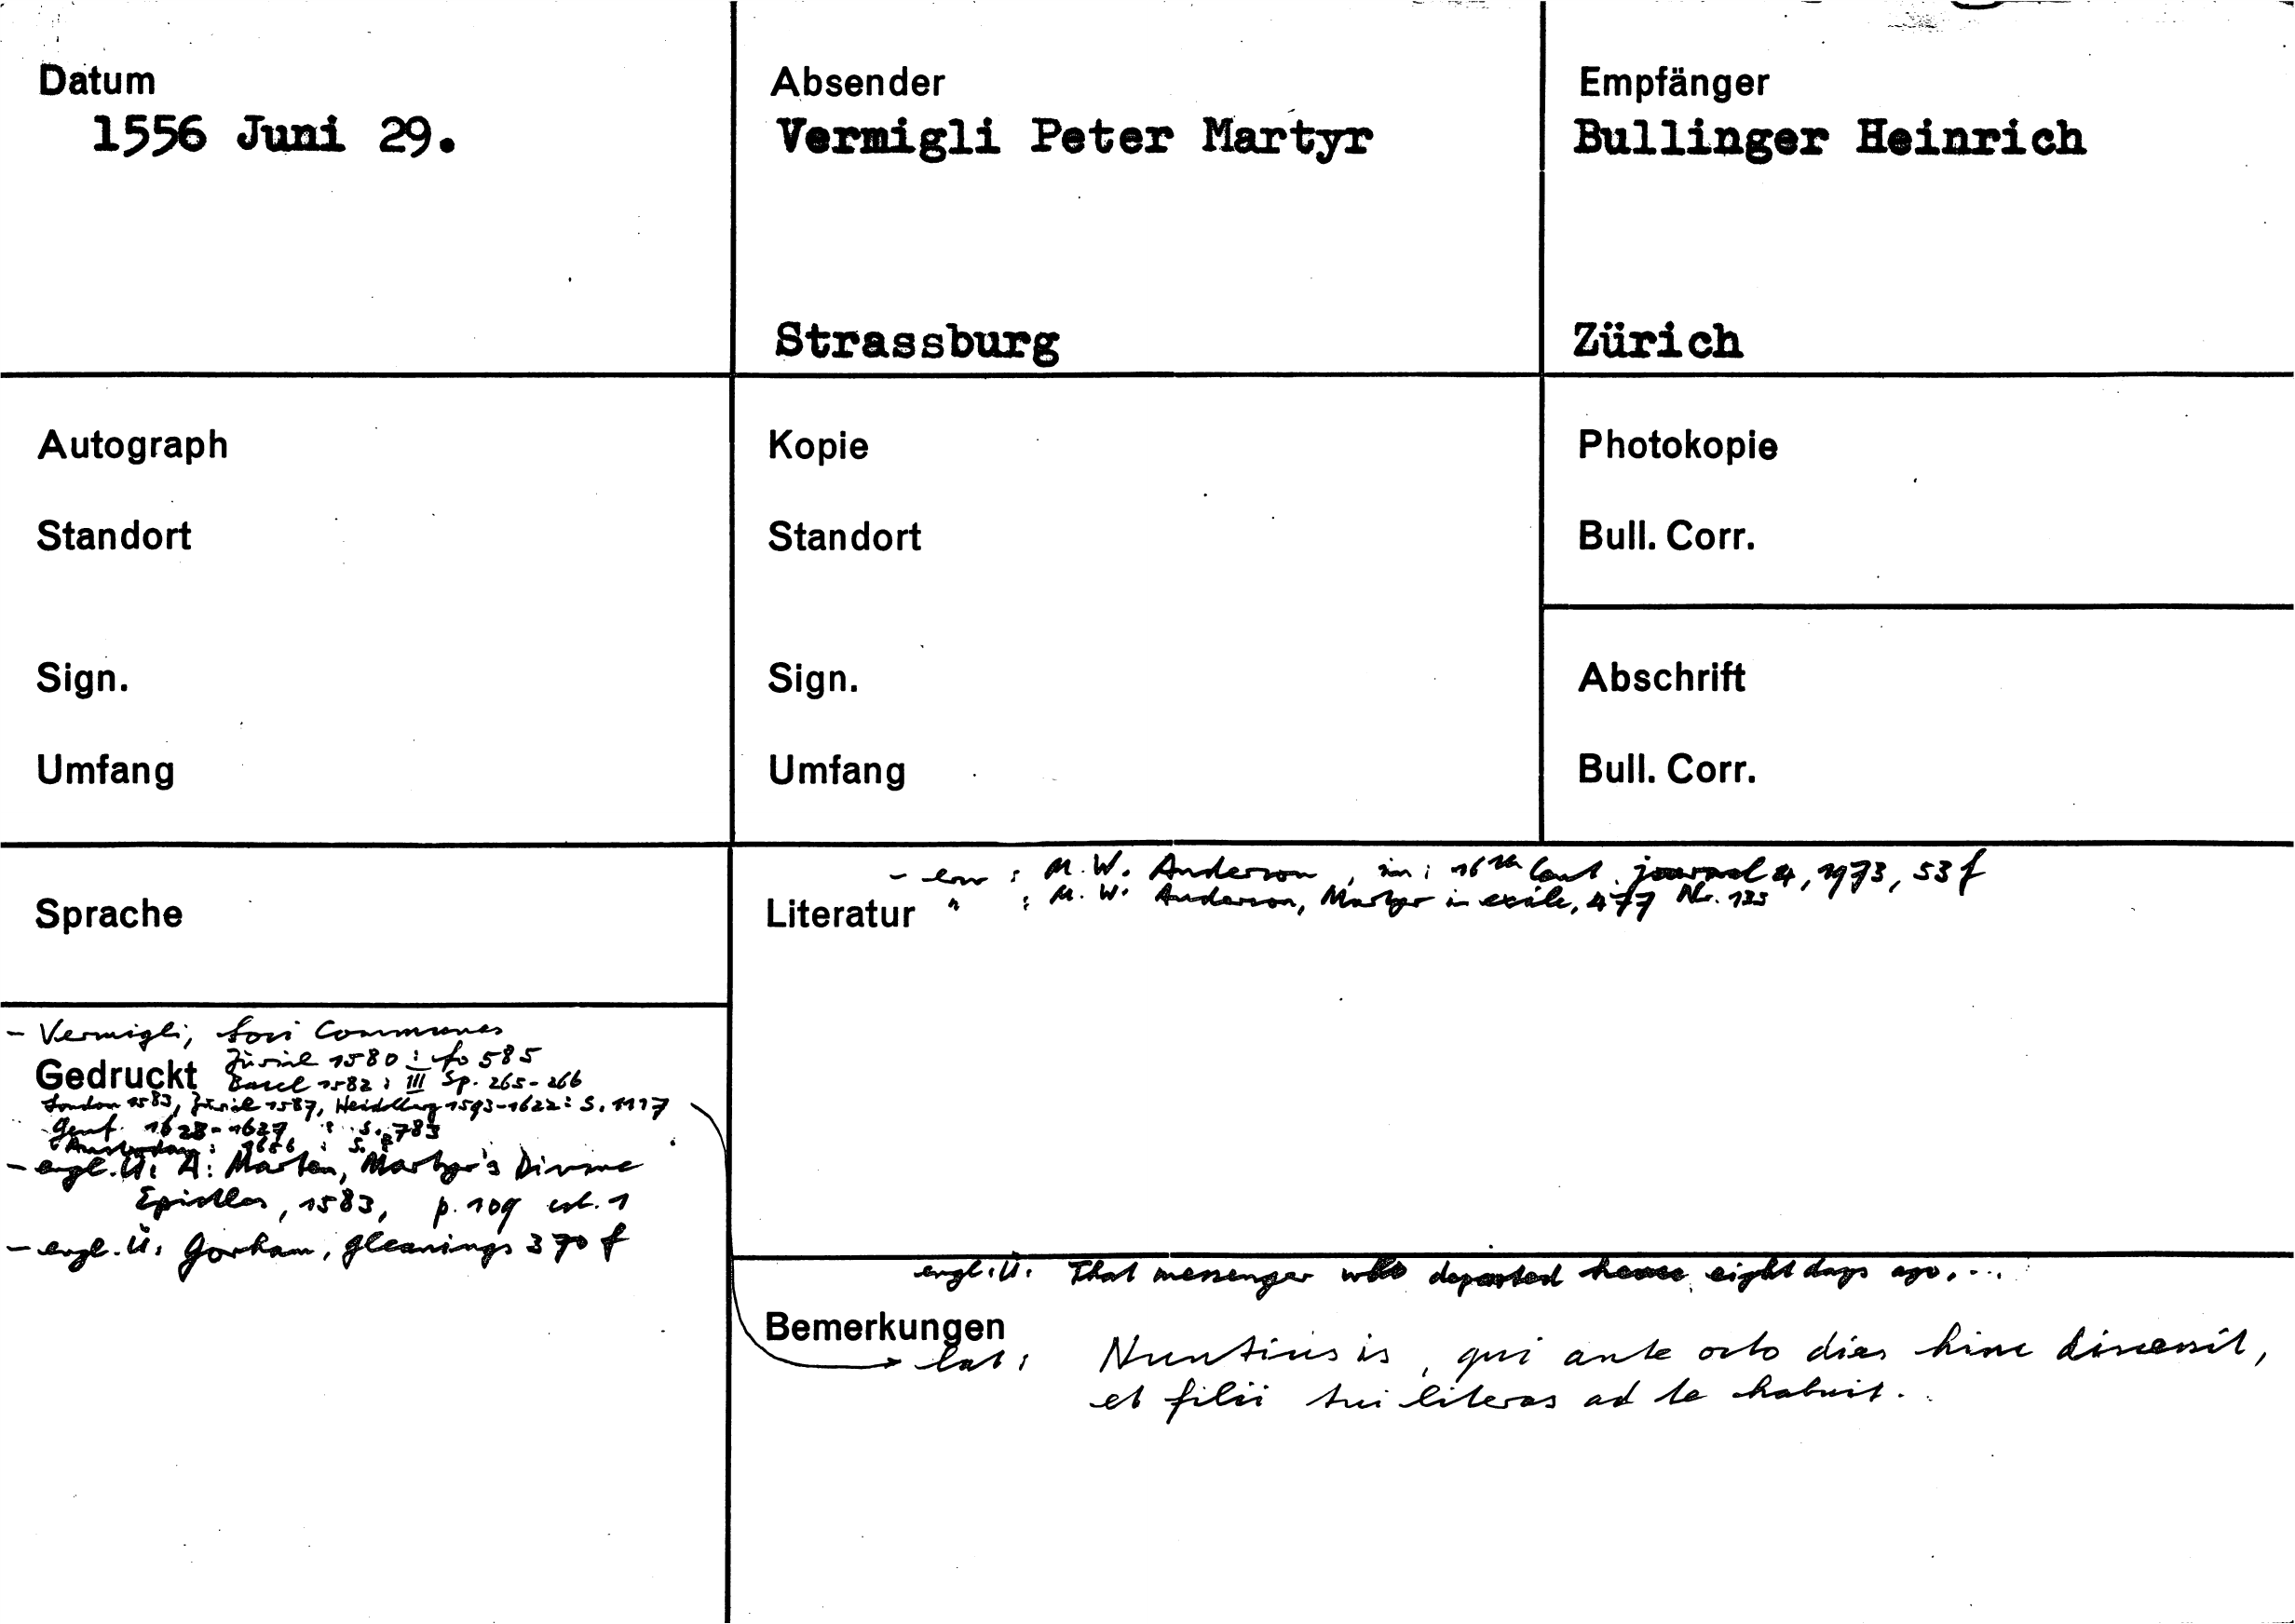 Datum
1556 Juni 29.
Absender
Vermigli Peter Martyr
Strassburg
Empfänger
Bullinger Heinrich
Zürich
Autograph
Standort
Sign.
Umfang
Kopie
Standort
Sign.
Umfang
Photokopie
Bull. Corr.
Abschrift
Bull. Corr.
Sprache
- erw : M. W. Anderson, in: 16th Cent. journal 4, 1973, 53 f
Literatur " : M. W. Anderson, Martyr in exile, 477 Nr. 135
- Vermigli, Loci Communes
Zürich 1580 : fo 585
Gedruckt Basel 1582 : III Sp. 265-266
London 1583, Zürich 1587, Heidelberg 1593-1622 : S. 1117
Genf 1628-1627 : S. 783
Amsterdam : 1656 : S.
- engl. Ü: A: Marten, Martyr's Divine
Epistles, 1583, p. 109 col. 1
- engl. Ü: Gorham, gleanings 370 f
engl. Ü: That messenger who departed hence eight days ago, ...
Bemerkungen
lat: Nuntius is, qui ante octo dies hinc discessit,
et filii tui literas ad te habuit.